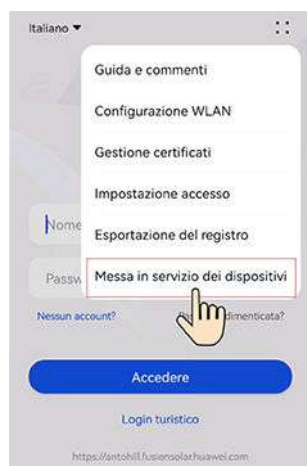 Italiano
Guida e commenti
Configurazione WLAN
Gestione certificati
Impostazione accesso
Nome
Esportazione del registro
Passw
Messa in servizio dei dispositivi
Nessun account?
dimenticata?
Accedere
Login turistico
https://antohill.fusionsolar.huawei.com